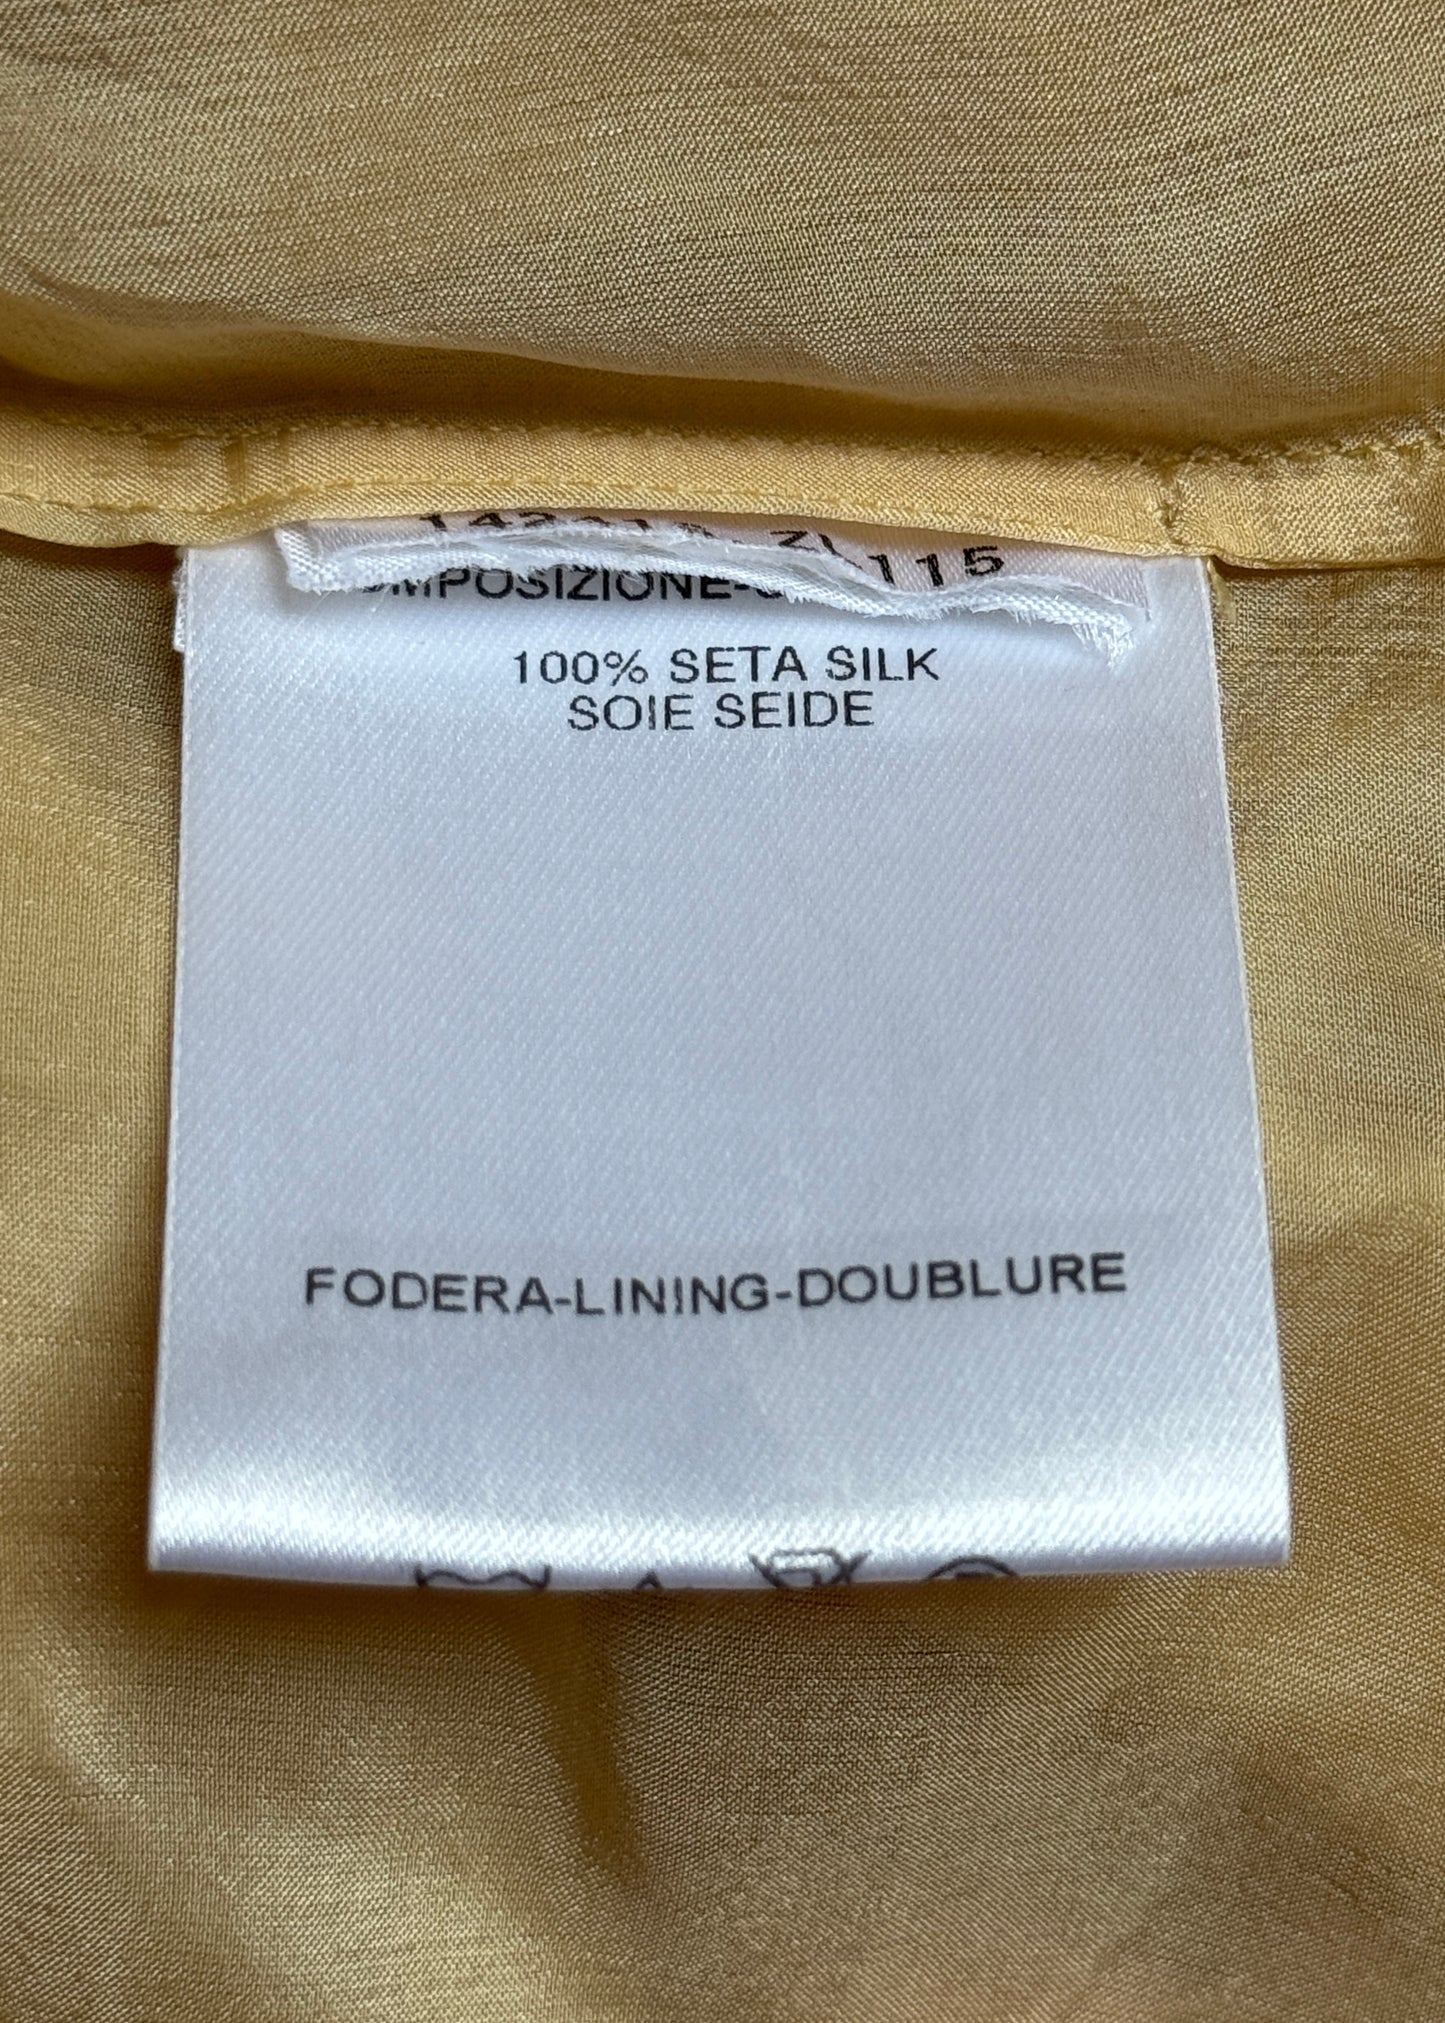 115
100% SETA SILK
SOIE SEIDE
FODERA-LINING-DOUBLURE